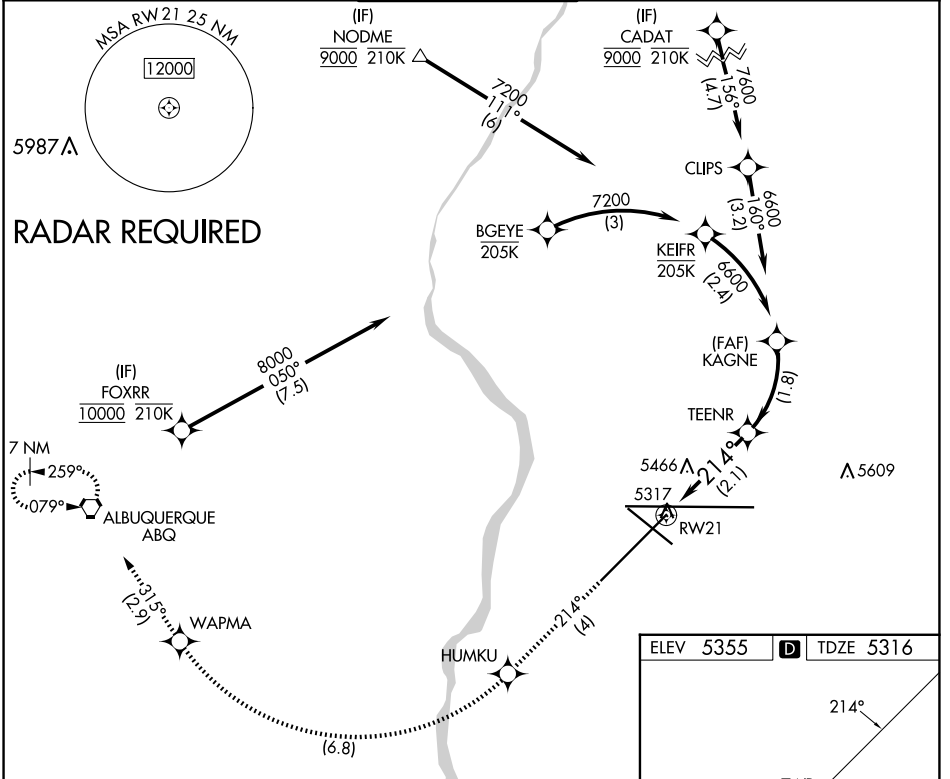 MSA RW 21 25 NM
12000
5987
RADAR REQUIRED
(IF)
NODME
9000 210K
7200
111°
(6)
(IF)
CADAT
9000 210K
7600
156°
(4.7)
CLIPS
6600
160°
(3.2)
BGEYE
205K
7200
(3)
KEIFR
205K
6600
(2.4)
(FAF)
KAGNE
(1.8)
TEENR
214°
(2.1)
5466
5609
5317
RW21
(IF)
FOXRR
10000 210K
8000
050°
(7.5)
7 NM
259°
079°
ALBUQUERQUE
ABQ
315°
(2.9)
WAPMA
(6.8)
HUMKU
214°
(4)
ELEV 5355 D TDZE 5316
214°